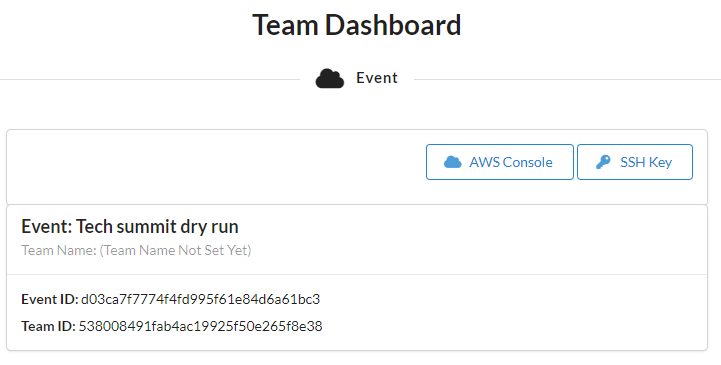 Team Dashboard
Event
AWS Console
SSH Key
Event: Tech summit dry run
Team Name: (Team Name Not Set Yet)
Event ID: d03ca7f7774f4fd995f61e84d6a61bc3
Team ID: 538008491fab4ac19925f50e265f8e38